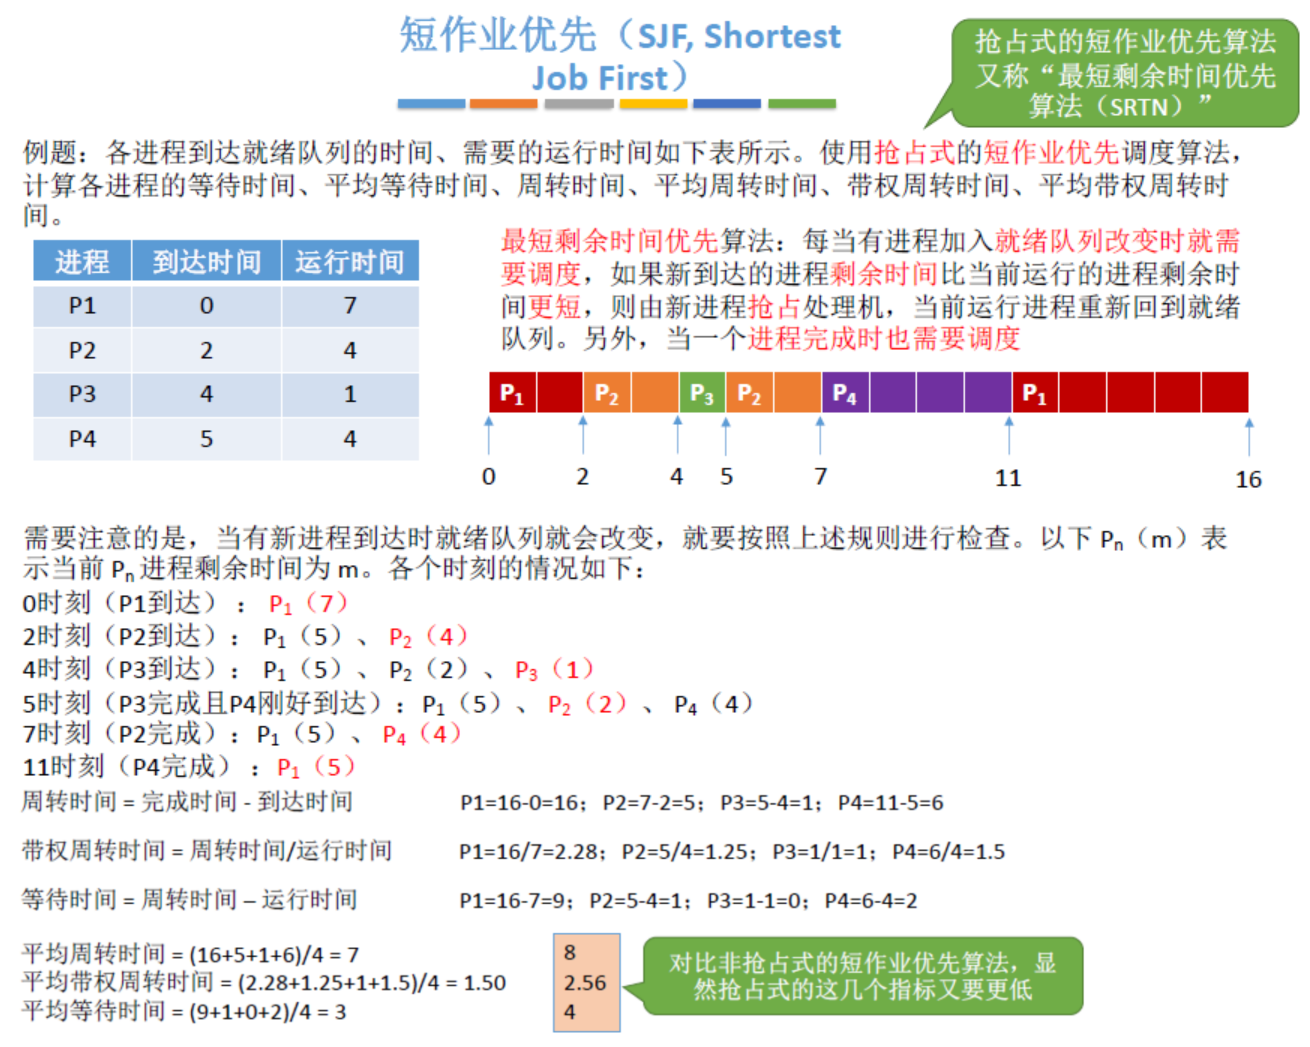 短作业优先（SJF, Shortest
Job First）
抢占式的短作业优先算法
又称“最短剩余时间优先
算法（SRTN）”
例题：各进程到达就绪队列的时间、需要的运行时间如下表所示。使用抢占式的短作业优先调度算法，
计算各进程的等待时间、平均等待时间、周转时间、平均周转时间、带权周转时间、平均带权周转时
间。
进程 到达时间 运行时间
P1 0 7
P2 2 4
P3 4 1
P4 5 4
最短剩余时间优先算法：每当有进程加入就绪队列改变时就需
要调度，如果新到达的进程剩余时间比当前运行的进程剩余时
间更短，则由新进程抢占处理机，当前运行进程重新回到就绪
队列。另外，当一个进程完成时也需要调度
P1 P2 P3 P2 P4 P1
0 2 4 5 7 11 16
需要注意的是，当有新进程到达时就绪队列就会改变，就要按照上述规则进行检查。以下 Pn（m）表
示当前 Pn 进程剩余时间为 m。各个时刻的情况如下：
0时刻（P1到达）：P1（7）
2时刻（P2到达）：P1（5）、P2（4）
4时刻（P3到达）：P1（5）、P2（2）、P3（1）
5时刻（P3完成且P4刚好到达）：P1（5）、P2（2）、P4（4）
7时刻（P2完成）：P1（5）、P4（4）
11时刻（P4完成）：P1（5）
周转时间 = 完成时间 - 到达时间 P1=16-0=16；P2=7-2=5；P3=5-4=1；P4=11-5=6
带权周转时间 = 周转时间/运行时间 P1=16/7=2.28；P2=5/4=1.25；P3=1/1=1；P4=6/4=1.5
等待时间 = 周转时间 – 运行时间 P1=16-7=9；P2=5-4=1；P3=1-1=0；P4=6-4=2
平均周转时间 = (16+5+1+6)/4 = 7
平均带权周转时间 = (2.28+1.25+1+1.5)/4 = 1.50
平均等待时间 = (9+1+0+2)/4 = 3
8
2.56
4
对比非抢占式的短作业优先算法，显
然抢占式的这几个指标又要更低